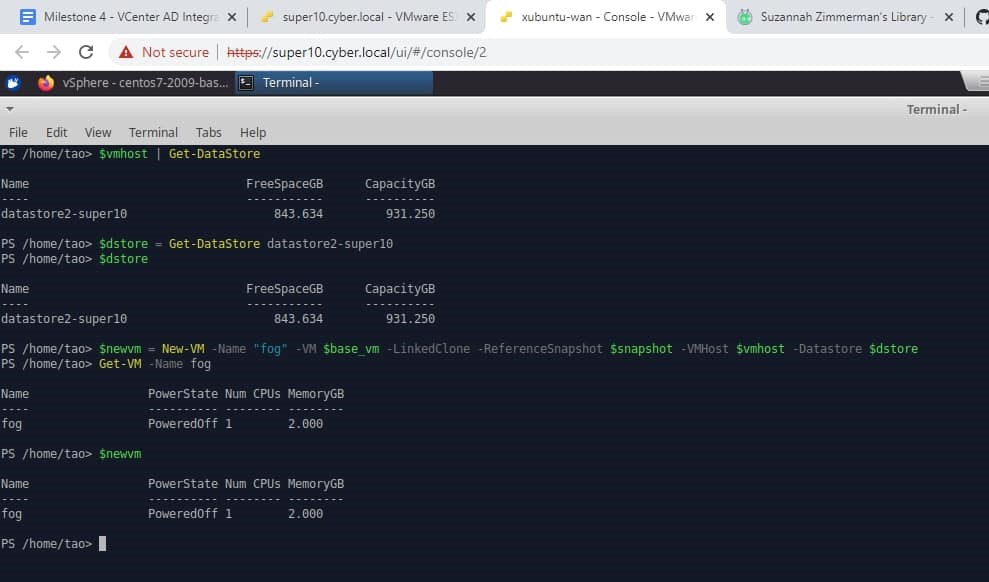 Milestone 4 - VCenter AD Integra
super10.cyber.local - VMware ES
xubuntu-wan - Console - VMwar
Suzannah Zimmerman's Library -
Not secure | https://super10.cyber.local/ui/#/console/2
vSphere - centos7-2009-bas... Terminal -
Terminal -
File Edit View Terminal Tabs Help
PS /home/tao> $vmhost | Get-DataStore
Name FreeSpaceGB CapacityGB
---- ----------- ----------
datastore2-super10 843.634 931.250
PS /home/tao> $dstore = Get-DataStore datastore2-super10
PS /home/tao> $dstore
Name FreeSpaceGB CapacityGB
---- ----------- ----------
datastore2-super10 843.634 931.250
PS /home/tao> $newvm = New-VM -Name "fog" -VM $base_vm -LinkedClone -ReferenceSnapshot $snapshot -VMHost $vmhost -Datastore $dstore
PS /home/tao> Get-VM -Name fog
Name PowerState Num CPUs MemoryGB
---- ---------- -------- --------
fog PoweredOff 1 2.000
PS /home/tao> $newvm
Name PowerState Num CPUs MemoryGB
---- ---------- -------- --------
fog PoweredOff 1 2.000
PS /home/tao>